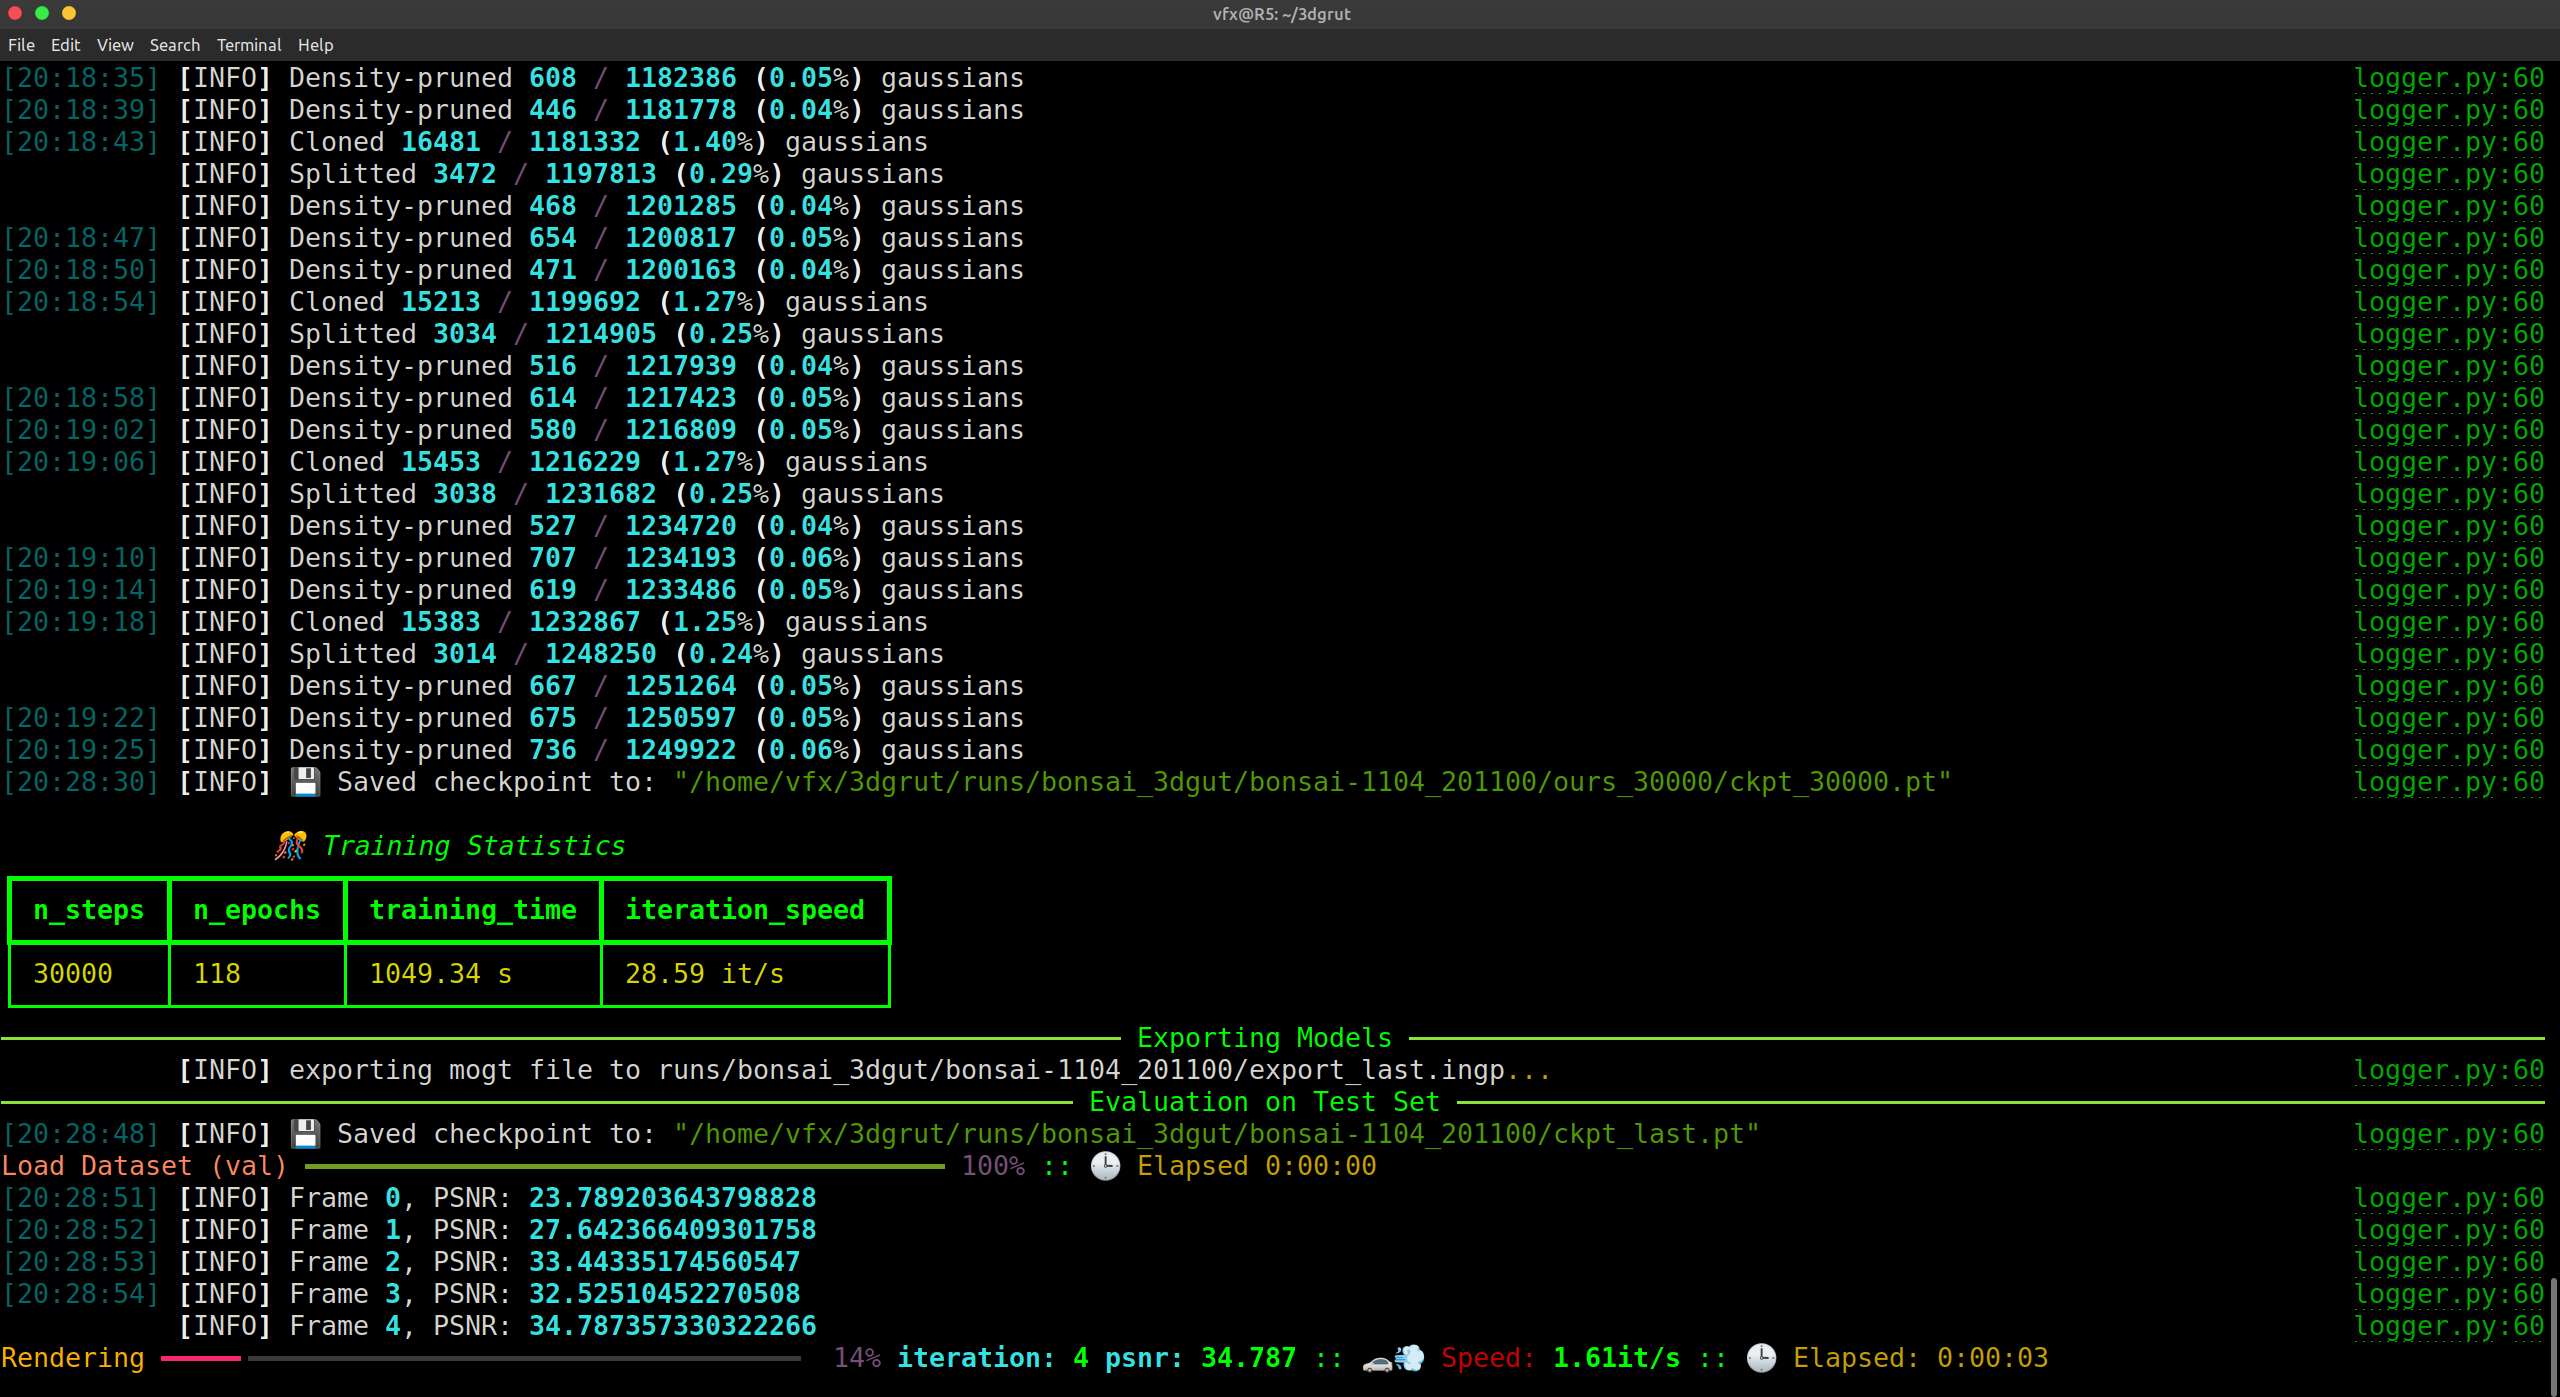 vfx@R5: ~/3dgrut
File Edit View Search Terminal Help
[20:18:35] [INFO] Density-pruned 608 / 1182386 (0.05%) gaussians logger.py:60
[20:18:39] [INFO] Density-pruned 446 / 1181778 (0.04%) gaussians logger.py:60
[20:18:43] [INFO] Cloned 16481 / 1181332 (1.40%) gaussians logger.py:60
[INFO] Splitted 3472 / 1197813 (0.29%) gaussians logger.py:60
[INFO] Density-pruned 468 / 1201285 (0.04%) gaussians logger.py:60
[20:18:47] [INFO] Density-pruned 654 / 1200817 (0.05%) gaussians logger.py:60
[20:18:50] [INFO] Density-pruned 471 / 1200163 (0.04%) gaussians logger.py:60
[20:18:54] [INFO] Cloned 15213 / 1199692 (1.27%) gaussians logger.py:60
[INFO] Splitted 3034 / 1214905 (0.25%) gaussians logger.py:60
[INFO] Density-pruned 516 / 1217939 (0.04%) gaussians logger.py:60
[20:18:58] [INFO] Density-pruned 614 / 1217423 (0.05%) gaussians logger.py:60
[20:19:02] [INFO] Density-pruned 580 / 1216809 (0.05%) gaussians logger.py:60
[20:19:06] [INFO] Cloned 15453 / 1216229 (1.27%) gaussians logger.py:60
[INFO] Splitted 3038 / 1231682 (0.25%) gaussians logger.py:60
[INFO] Density-pruned 527 / 1234720 (0.04%) gaussians logger.py:60
[20:19:10] [INFO] Density-pruned 707 / 1234193 (0.06%) gaussians logger.py:60
[20:19:14] [INFO] Density-pruned 619 / 1233486 (0.05%) gaussians logger.py:60
[20:19:18] [INFO] Cloned 15383 / 1232867 (1.25%) gaussians logger.py:60
[INFO] Splitted 3014 / 1248250 (0.24%) gaussians logger.py:60
[INFO] Density-pruned 667 / 1251264 (0.05%) gaussians logger.py:60
[20:19:22] [INFO] Density-pruned 675 / 1250597 (0.05%) gaussians logger.py:60
[20:19:25] [INFO] Density-pruned 736 / 1249922 (0.06%) gaussians logger.py:60
[20:28:30] [INFO] 💾 Saved checkpoint to: "/home/vfx/3dgrut/runs/bonsai_3dgut/bonsai-1104_201100/ours_30000/ckpt_30000.pt" logger.py:60
🎊 Training Statistics
n_steps n_epochs training_time iteration_speed
30000 118 1049.34 s 28.59 it/s
Exporting Models
[INFO] exporting mogt file to runs/bonsai_3dgut/bonsai-1104_201100/export_last.ingp... logger.py:60
Evaluation on Test Set
[20:28:48] [INFO] 💾 Saved checkpoint to: "/home/vfx/3dgrut/runs/bonsai_3dgut/bonsai-1104_201100/ckpt_last.pt" logger.py:60
Load Dataset (val) 100% :: 🕒 Elapsed 0:00:00
[20:28:51] [INFO] Frame 0, PSNR: 23.789203643798828 logger.py:60
[20:28:52] [INFO] Frame 1, PSNR: 27.642366409301758 logger.py:60
[20:28:53] [INFO] Frame 2, PSNR: 33.44335174560547 logger.py:60
[20:28:54] [INFO] Frame 3, PSNR: 32.52510452270508 logger.py:60
[INFO] Frame 4, PSNR: 34.787357330322266 logger.py:60
Rendering 14% iteration: 4 psnr: 34.787 :: 🚗💨 Speed: 1.61it/s :: 🕒 Elapsed: 0:00:03